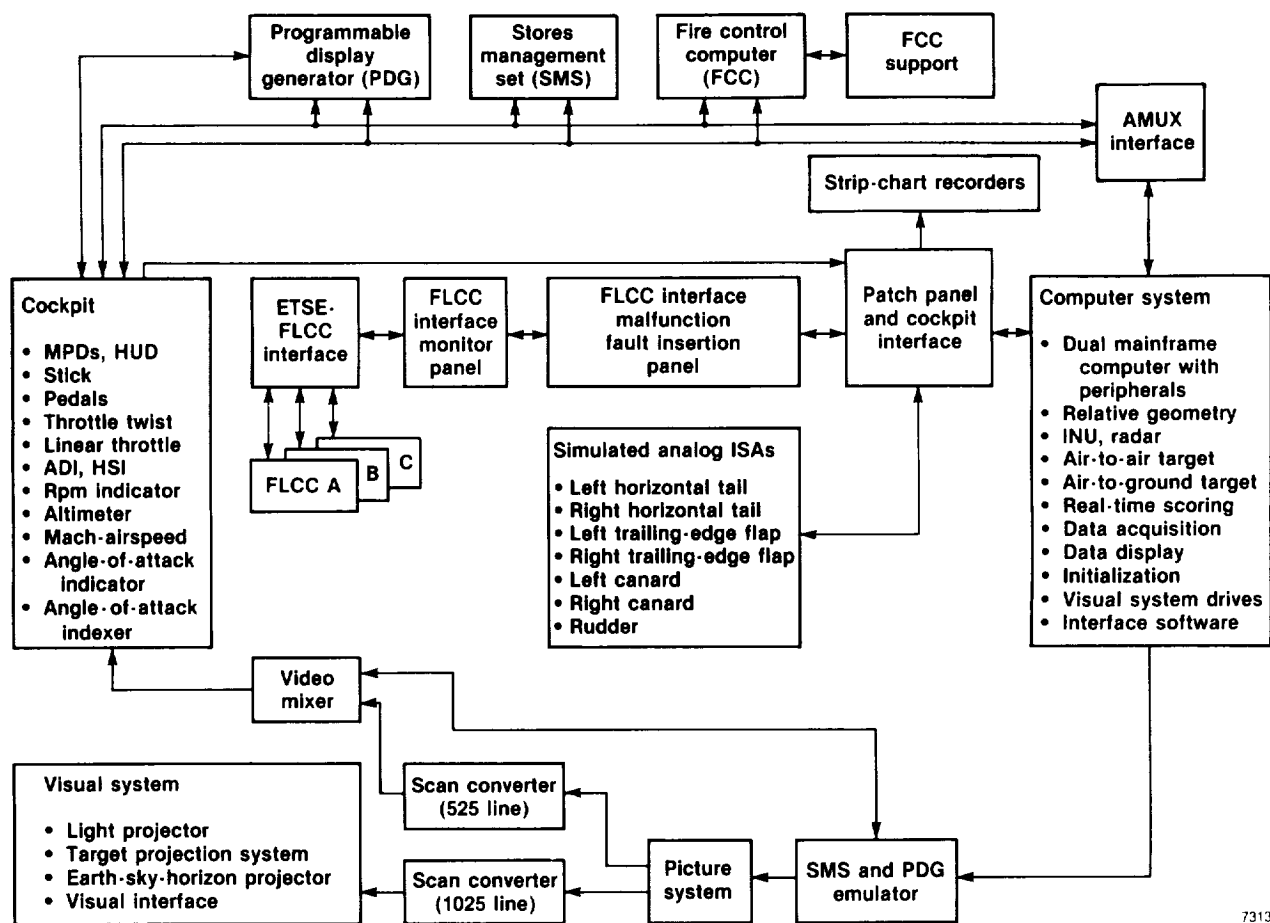 Programmable
display
generator (PDG)
Stores
management
set (SMS)
Fire control
computer
(FCC)
FCC
support
AMUX
interface
Strip-chart recorders
Cockpit
• MPDs, HUD
• Stick
• Pedals
• Throttle twist
• Linear throttle
• ADI, HSI
• Rpm indicator
• Altimeter
• Mach-airspeed
• Angle-of-attack
indicator
• Angle-of-attack
indexer
ETSE-
FLCC
interface
FLCC
interface
monitor
panel
FLCC interface
malfunction
fault insertion
panel
Patch panel
and cockpit
interface
Computer system
• Dual mainframe
computer with
peripherals
• Relative geometry
• INU, radar
• Air-to-air target
• Air-to-ground target
• Real-time scoring
• Data acquisition
• Data display
• Initialization
• Visual system drives
• Interface software
FLCC A
B
C
Simulated analog ISAs
• Left horizontal tail
• Right horizontal tail
• Left trailing-edge flap
• Right trailing-edge flap
• Left canard
• Right canard
• Rudder
Video
mixer
Visual system
• Light projector
• Target projection system
• Earth-sky-horizon projector
• Visual interface
Scan converter
(525 line)
Scan converter
(1025 line)
Picture
system
SMS and PDG
emulator
7313